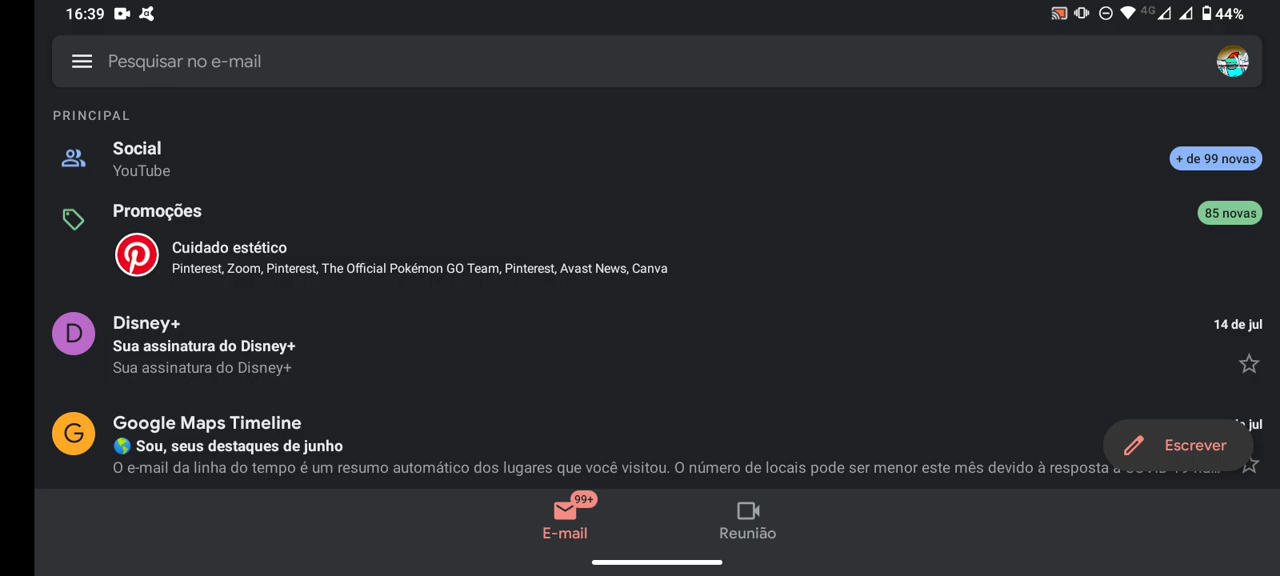 16:39
4G
44%
Pesquisar no e-mail
PRINCIPAL
Social
+ de 99 novas
YouTube
Promoções
85 novas
Cuidado estético
Pinterest, Zoom, Pinterest, The Official Pokémon GO Team, Pinterest, Avast News, Canva
D
Disney+
14 de jul
Sua assinatura do Disney+
Sua assinatura do Disney+
G
Google Maps Timeline
jul
🌎 Sou, seus destaques de junho
Escrever
O e-mail da linha do tempo é um resumo automático dos lugares que você visitou. O número de locais pode ser menor este mês devido à resposta
99+
E-mail
Reunião